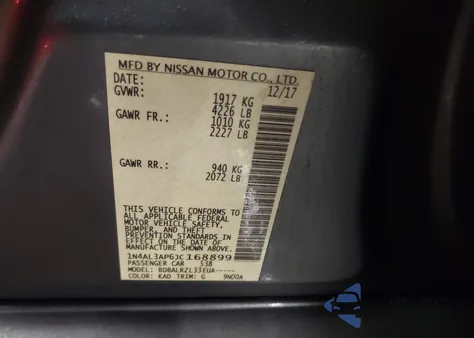 MFD BY NISSAN MOTOR CO., LTD.
DATE: 12/17
GVWR: 1917 KG
4226 LB
GAWR FR.: 1010 KG
2227 LB
GAWR RR.: 940 KG
2072 LB
THIS VEHICLE CONFORMS TO
ALL APPLICABLE FEDERAL
MOTOR VEHICLE SAFETY,
BUMPER, AND THEFT
PREVENTION STANDARDS
IN EFFECT ON THE DATE OF
MANUFACTURE SHOWN ABOVE.
1N4AL3AP6JC168899
PASSENGER CAR 538
MODEL: BDBALRZL33EUA-----
COLOR: KAD TRIM: G 9N00A